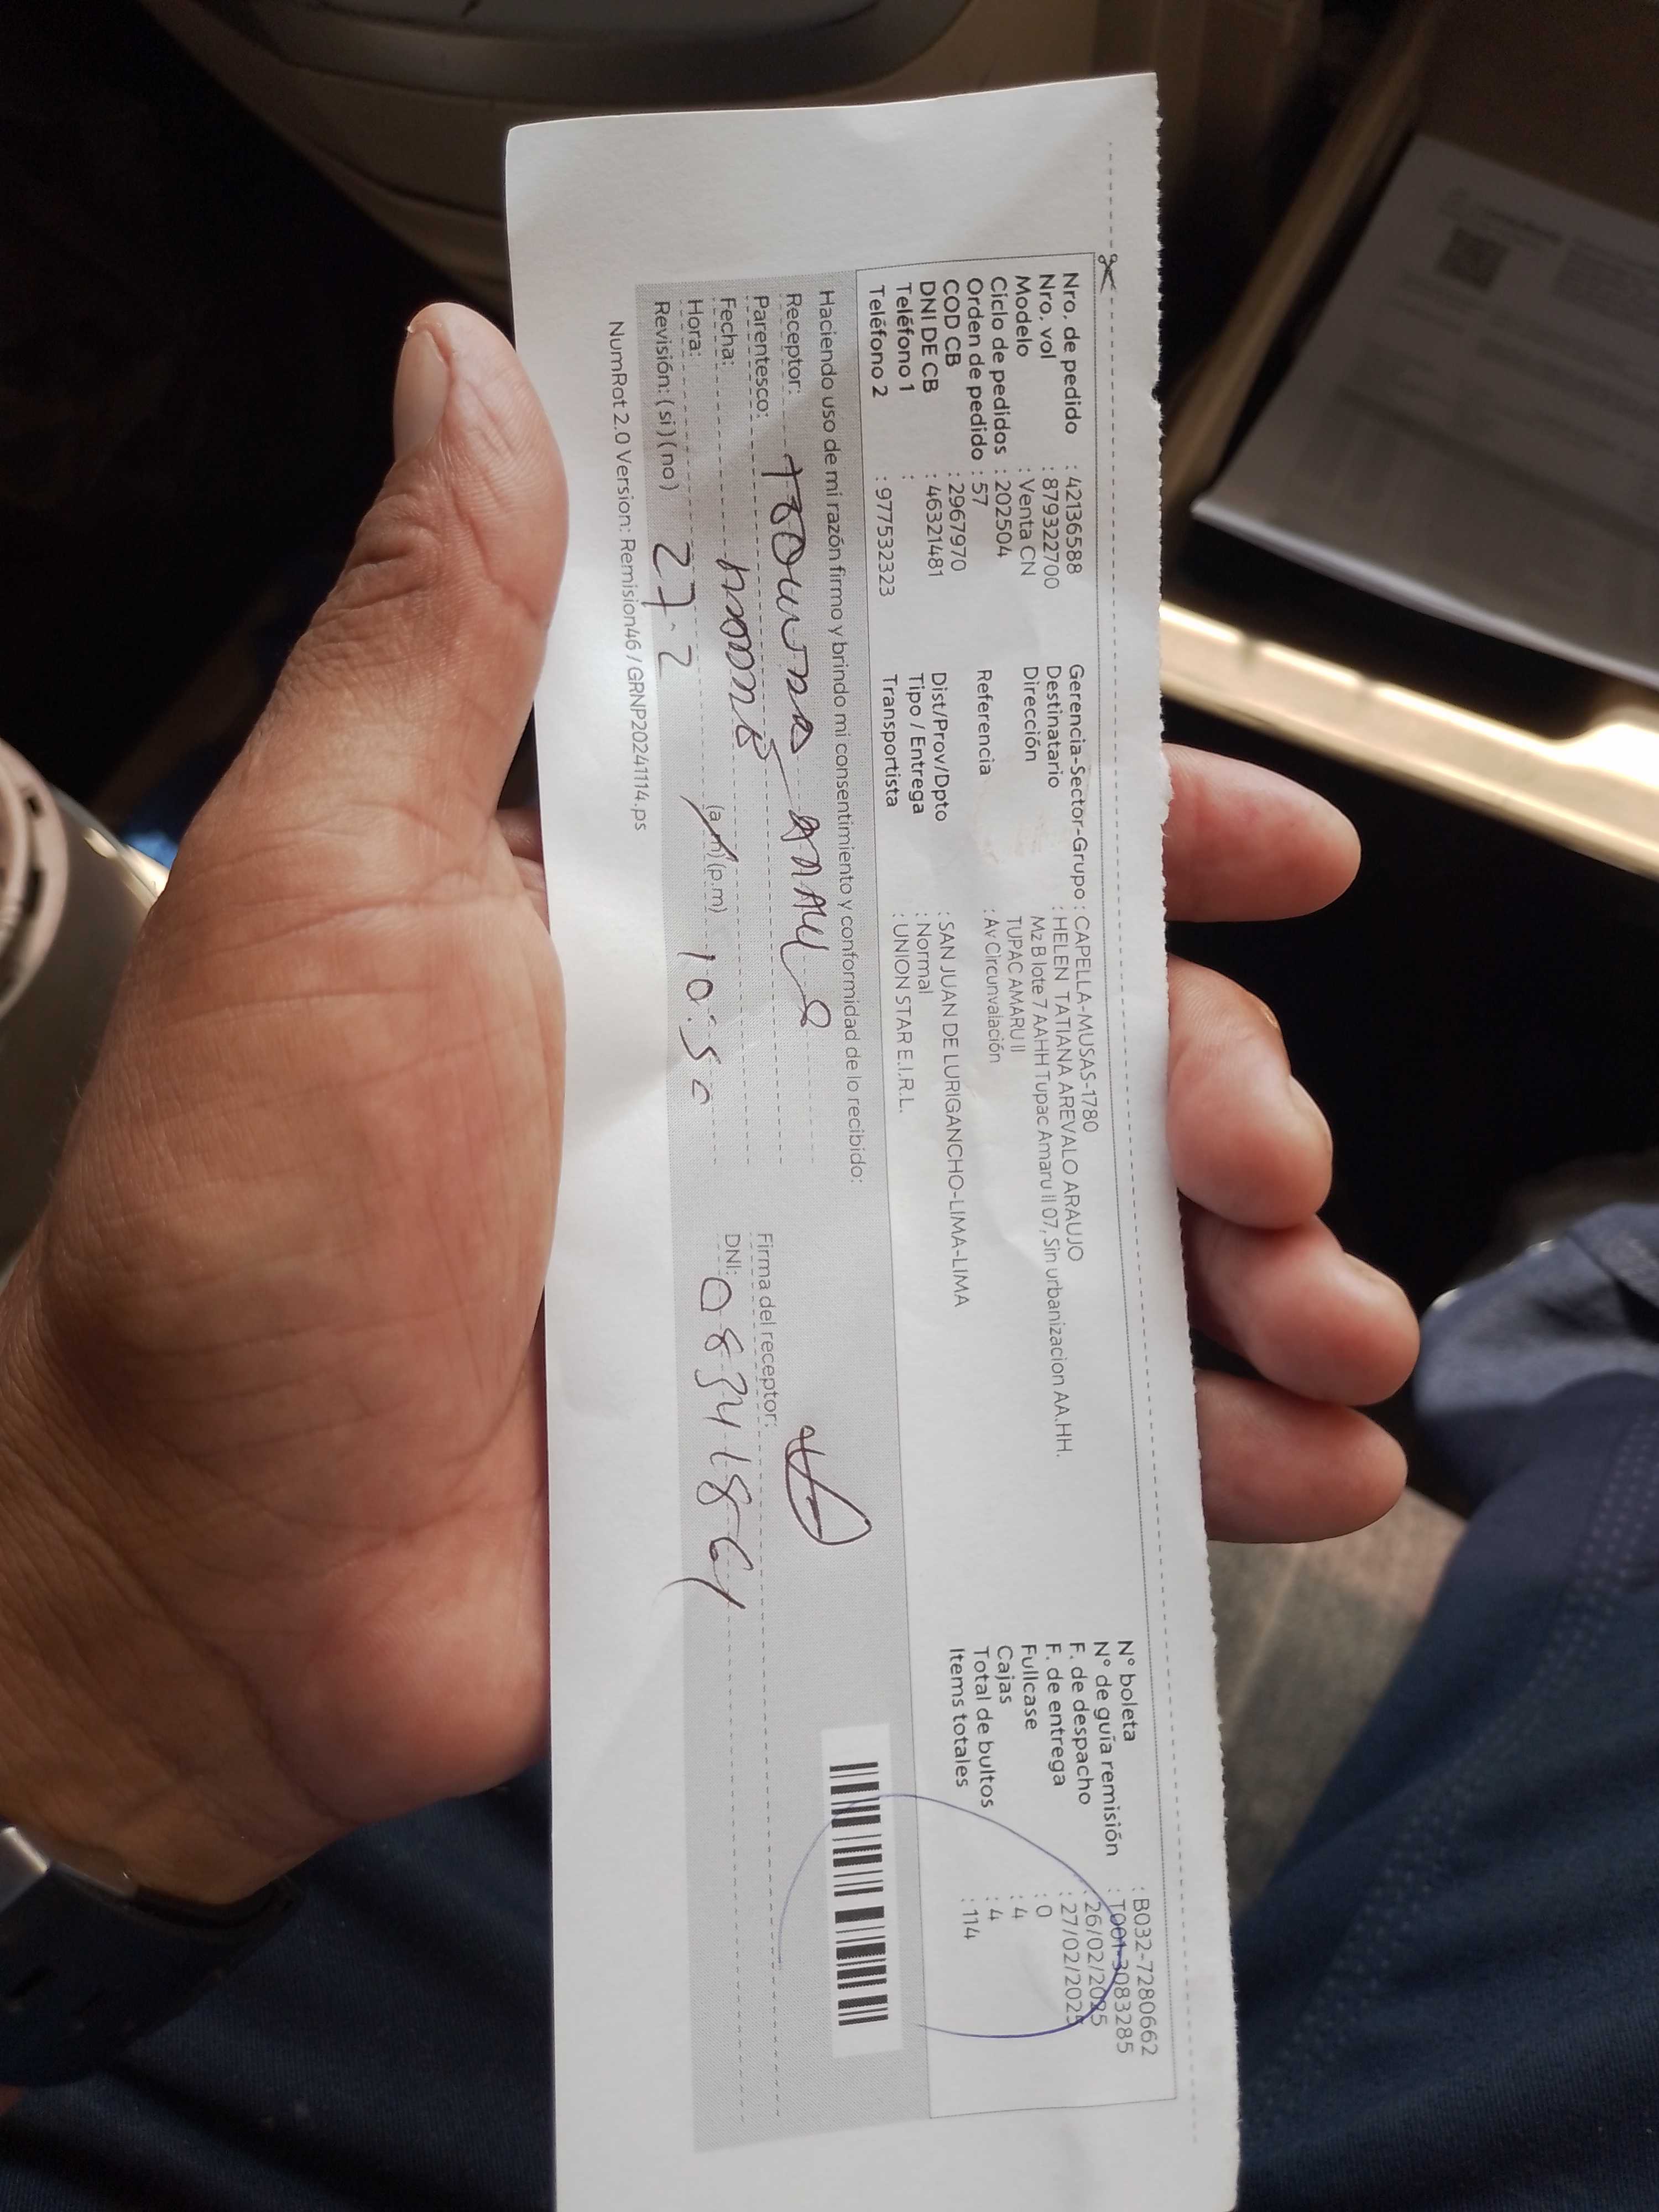 Nro. de pedido : 42136588
Nro. vol : 879322700
Modelo : Venta CN
Ciclo de pedidos : 202504
Orden de pedido : 57
COD CB : 2967970
DNI DE CB : 46321481
Teléfono 1 :
Teléfono 2 : 977532323
Gerencia-Sector-Grupo : CAPELLA-MUSAS-1780
Destinatario : HELEN TATIANA AREVALO ARAUJO
Dirección : Mz B lote 7 AAHH Tupac Amaru II 07, Sin urbanizacion AA.HH.
TUPAC AMARU II
Referencia : Av Circunvalación
Dist/Prov/Dpto : SAN JUAN DE LURIGANCHO-LIMA-LIMA
Tipo / Entrega : Normal
Transportista : UNION STAR E.I.R.L.
N° boleta : B032-7280662
N° de guía remisión : T001-3083285
F. de despacho : 26/02/2025
F. de entrega : 27/02/2025
Fullcase : 0
Cajas : 4
Total de bultos : 4
Items totales : 114
Haciendo uso de mi razón firmo y brindo mi consentimiento y conformidad de lo recibido:
Receptor:
Parentesco:
Fecha:
Hora: (a.m) (p.m) 10:50
Revisión: (si) (no) 27-2
Firma del receptor:
DNI:
NumRot 2.0 Version: Remision46 / GRNP20241114.ps